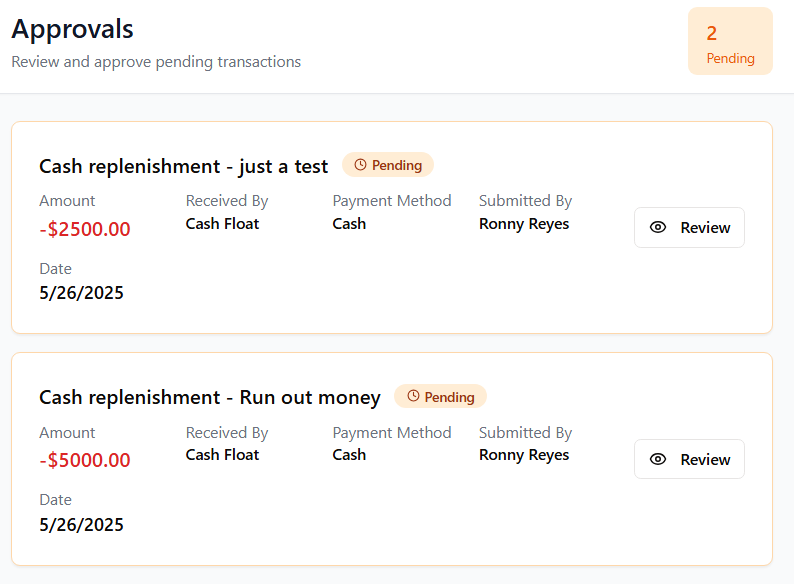 Approvals
Review and approve pending transactions
2
Pending
Cash replenishment - just a test
Pending
Amount
Received By
Payment Method
Submitted By
-$2500.00
Cash Float
Cash
Ronny Reyes
Review
Date
5/26/2025
Cash replenishment - Run out money
Pending
Amount
Received By
Payment Method
Submitted By
-$5000.00
Cash Float
Cash
Ronny Reyes
Review
Date
5/26/2025